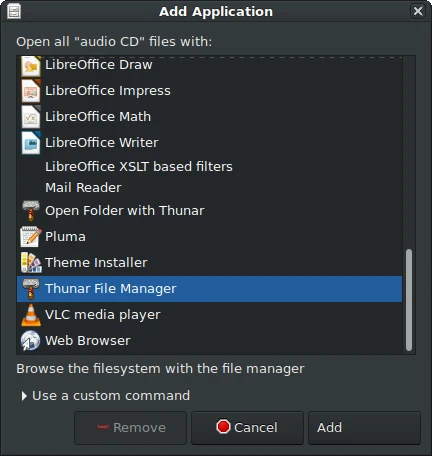 Add Application
Open all "audio CD" files with:
LibreOffice Draw
LibreOffice Impress
LibreOffice Math
LibreOffice Writer
LibreOffice XSLT based filters
Mail Reader
Open Folder with Thunar
Pluma
Theme Installer
Thunar File Manager
VLC media player
Web Browser
Browse the filesystem with the file manager
Use a custom command
Remove Cancel Add